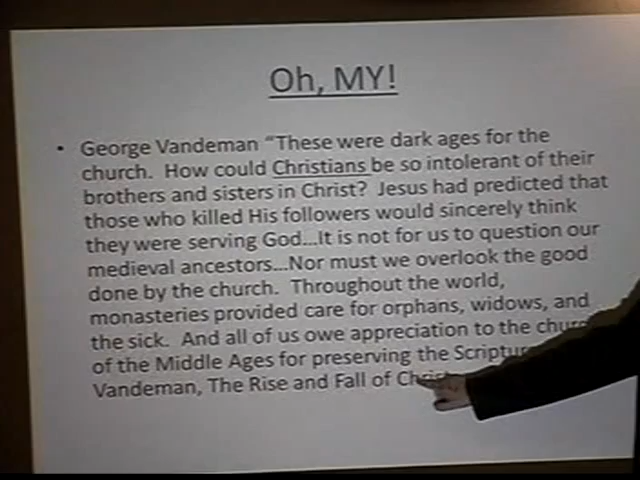 Oh, MY!
• George Vandeman "These were dark ages for the
church. How could Christians be so intolerant of their
brothers and sisters in Christ? Jesus had predicted that
those who killed His followers would sincerely think
they were serving God...It is not for us to question our
medieval ancestors...Nor must we overlook the good
done by the church. Throughout the world,
monasteries provided care for orphans, widows, and
the sick. And all of us owe appreciation to the
of the Middle Ages for preserving the
Vandeman, The Rise and Fall of